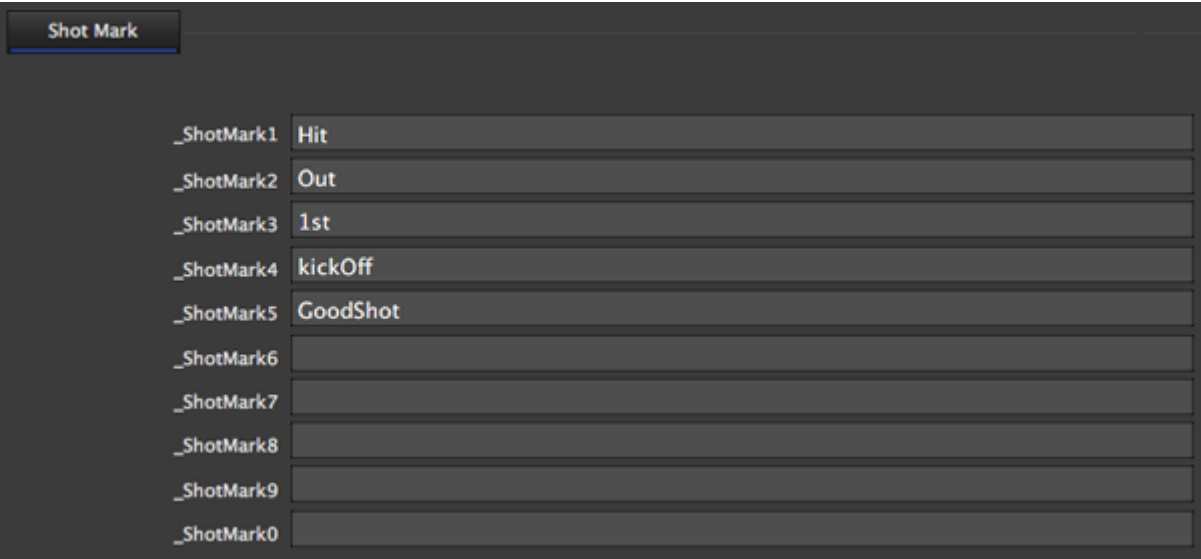 Shot Mark
_ShotMark1 Hit
_ShotMark2 Out
_ShotMark3 1st
_ShotMark4 kickOff
_ShotMark5 GoodShot
_ShotMark6
_ShotMark7
_ShotMark8
_ShotMark9
_ShotMark0